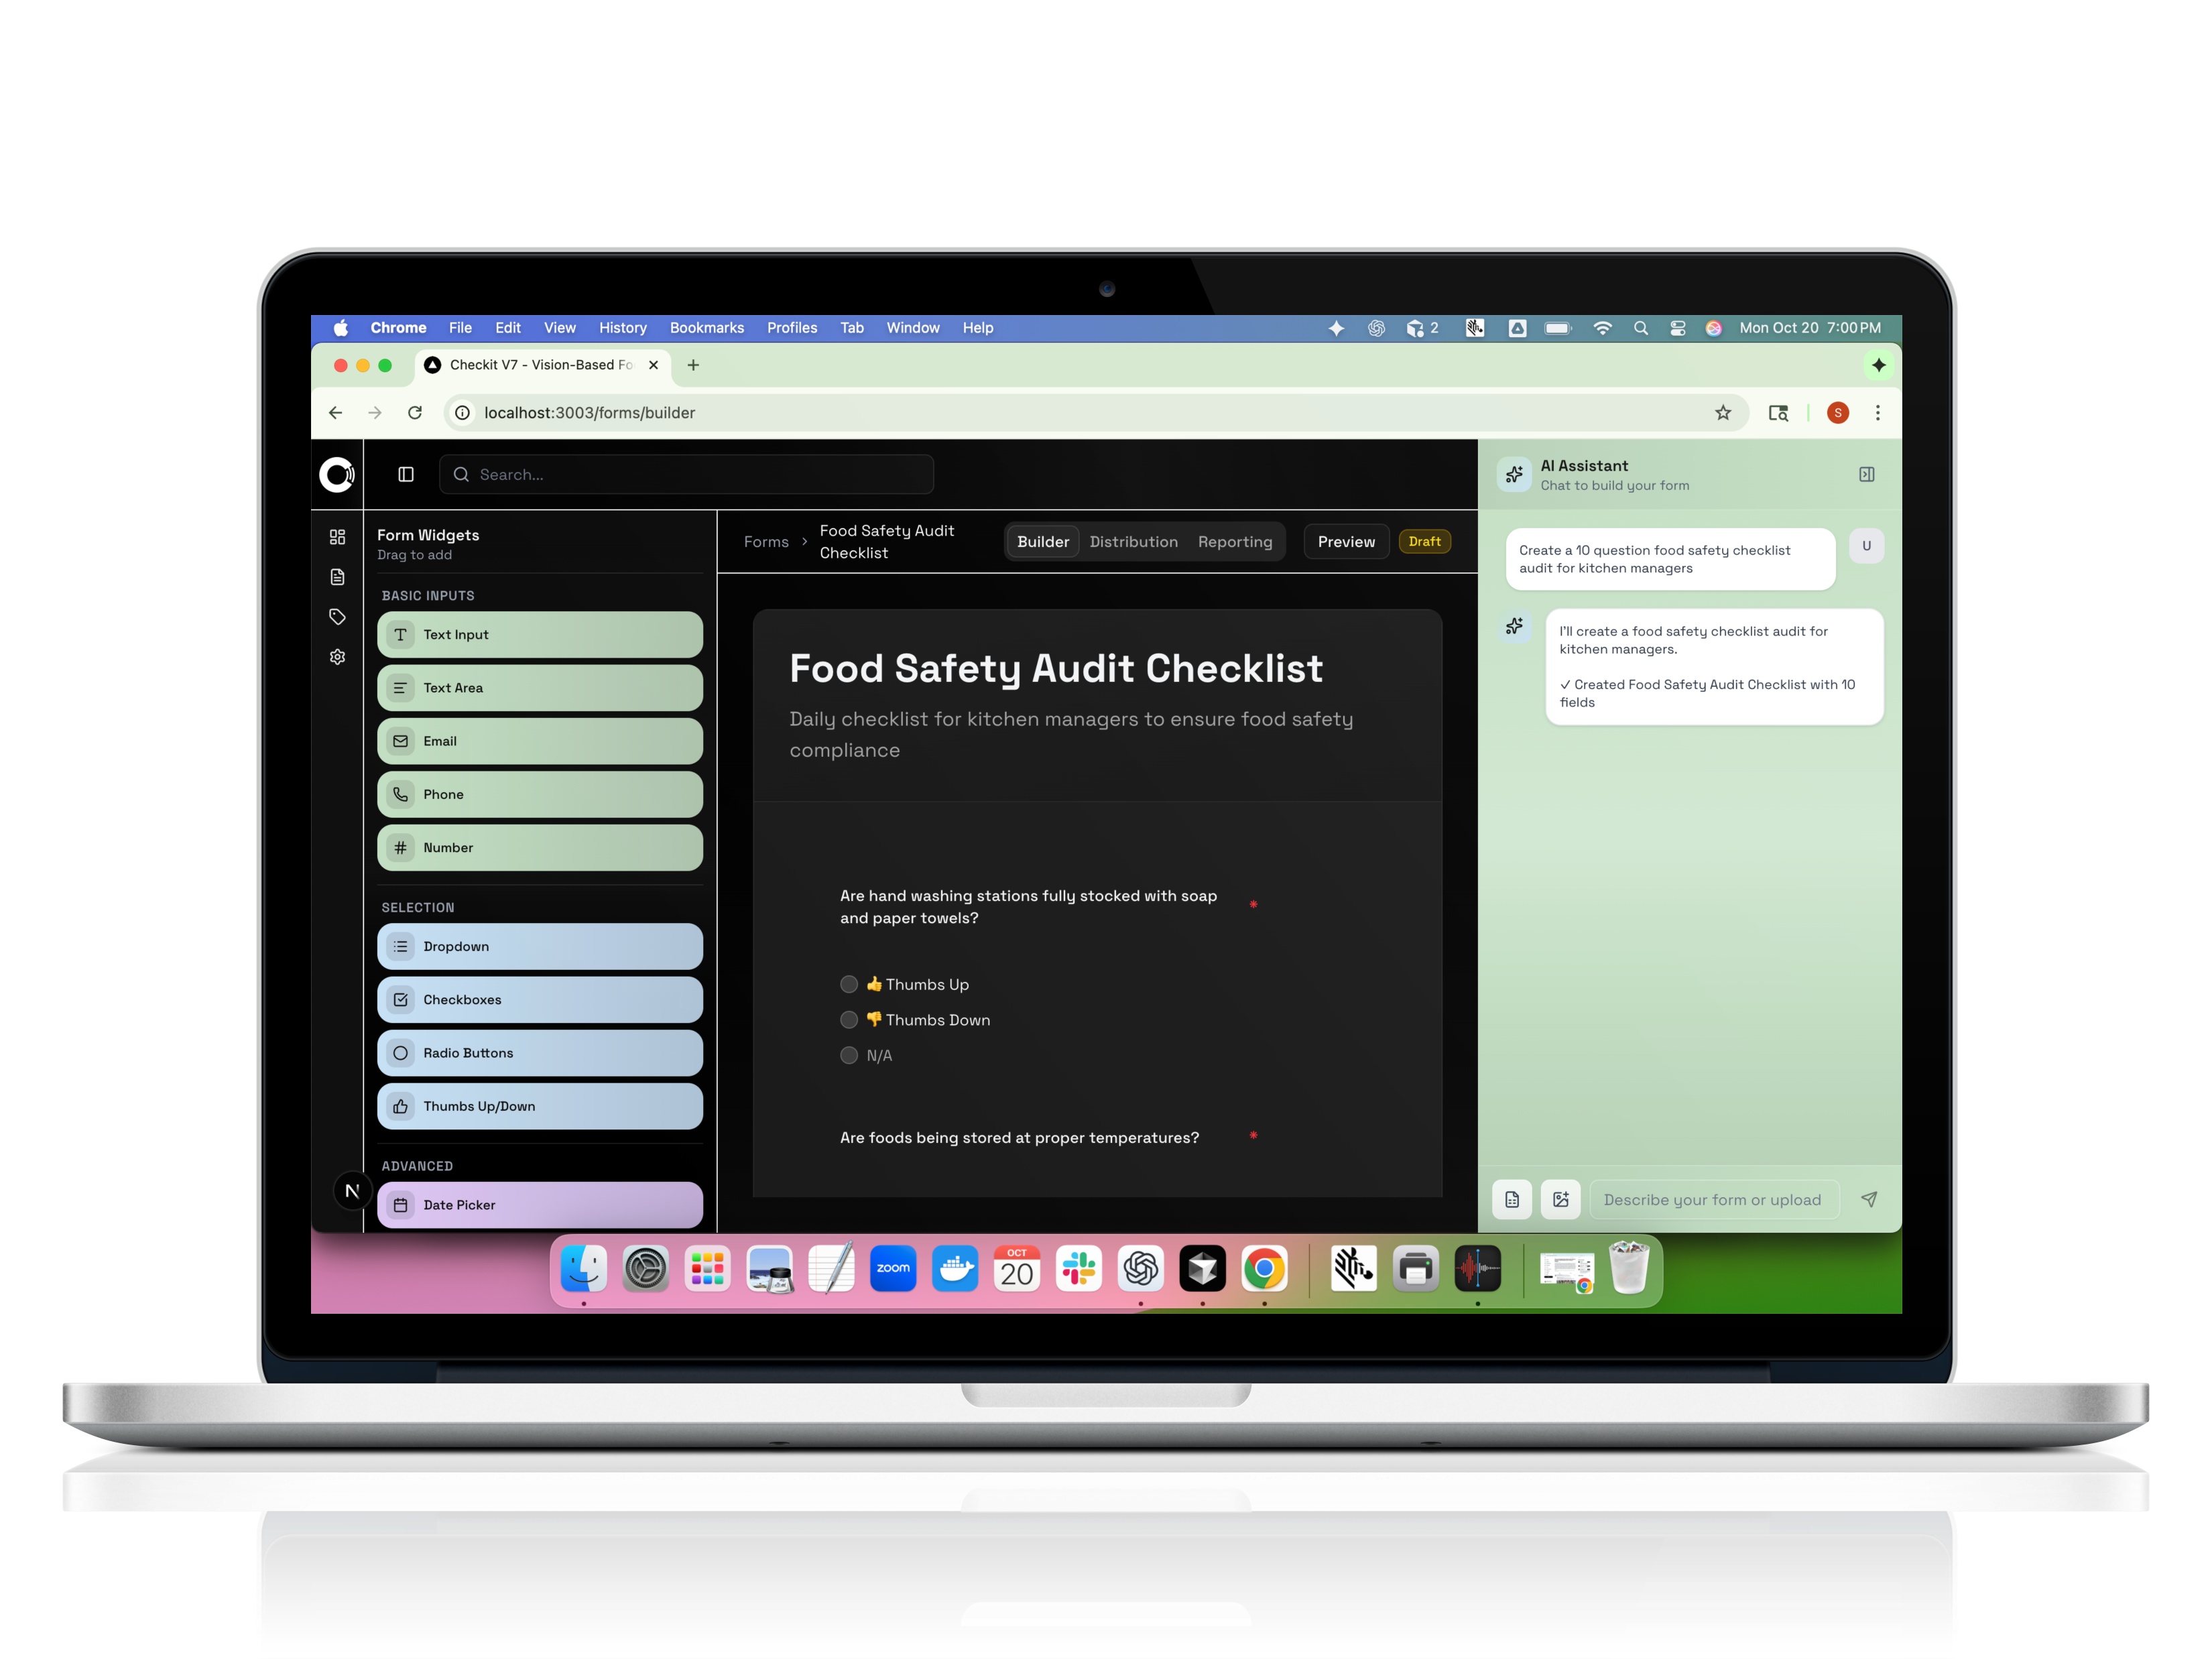 Chrome File Edit View History Bookmarks Profiles Tab Window Help 2 Mon Oct 20 7:00 PM
Checkit V7 - Vision-Based Fo
localhost:3003/forms/builder
S
Search...
Form Widgets
Drag to add
BASIC INPUTS
Text Input
Text Area
Email
Phone
Number
SELECTION
Dropdown
Checkboxes
Radio Buttons
Thumbs Up/Down
ADVANCED
Date Picker
N
Forms > Food Safety Audit
Checklist
Builder Distribution Reporting Preview Draft
Food Safety Audit Checklist
Daily checklist for kitchen managers to ensure food safety
compliance
Are hand washing stations fully stocked with soap
and paper towels? *
👍 Thumbs Up
👎 Thumbs Down
N/A
Are foods being stored at proper temperatures? *
AI Assistant
Chat to build your form
Create a 10 question food safety checklist
audit for kitchen managers
U
I'll create a food safety checklist audit for
kitchen managers.
✓ Created Food Safety Audit Checklist with 10
fields
Describe your form or upload
zoom
OCT
20